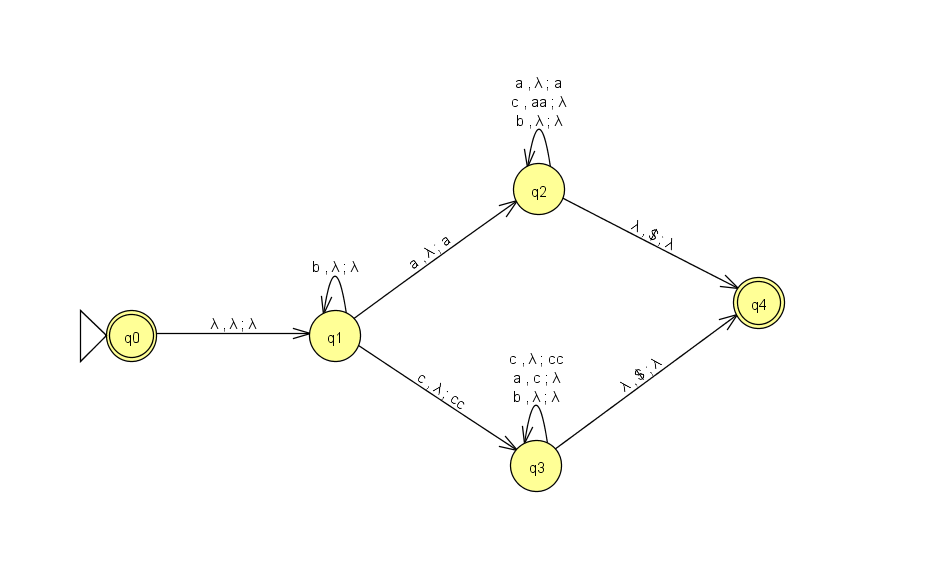 a , λ ; a
c , aa ; λ
b , λ ; λ
q2
λ , $ ; λ
a , λ ; a
b , λ ; λ
q4
λ , λ ; λ
q0
q1
c , λ ; cc
c , λ ; cc
a , c ; λ
b , λ ; λ
λ , $ ; λ
q3